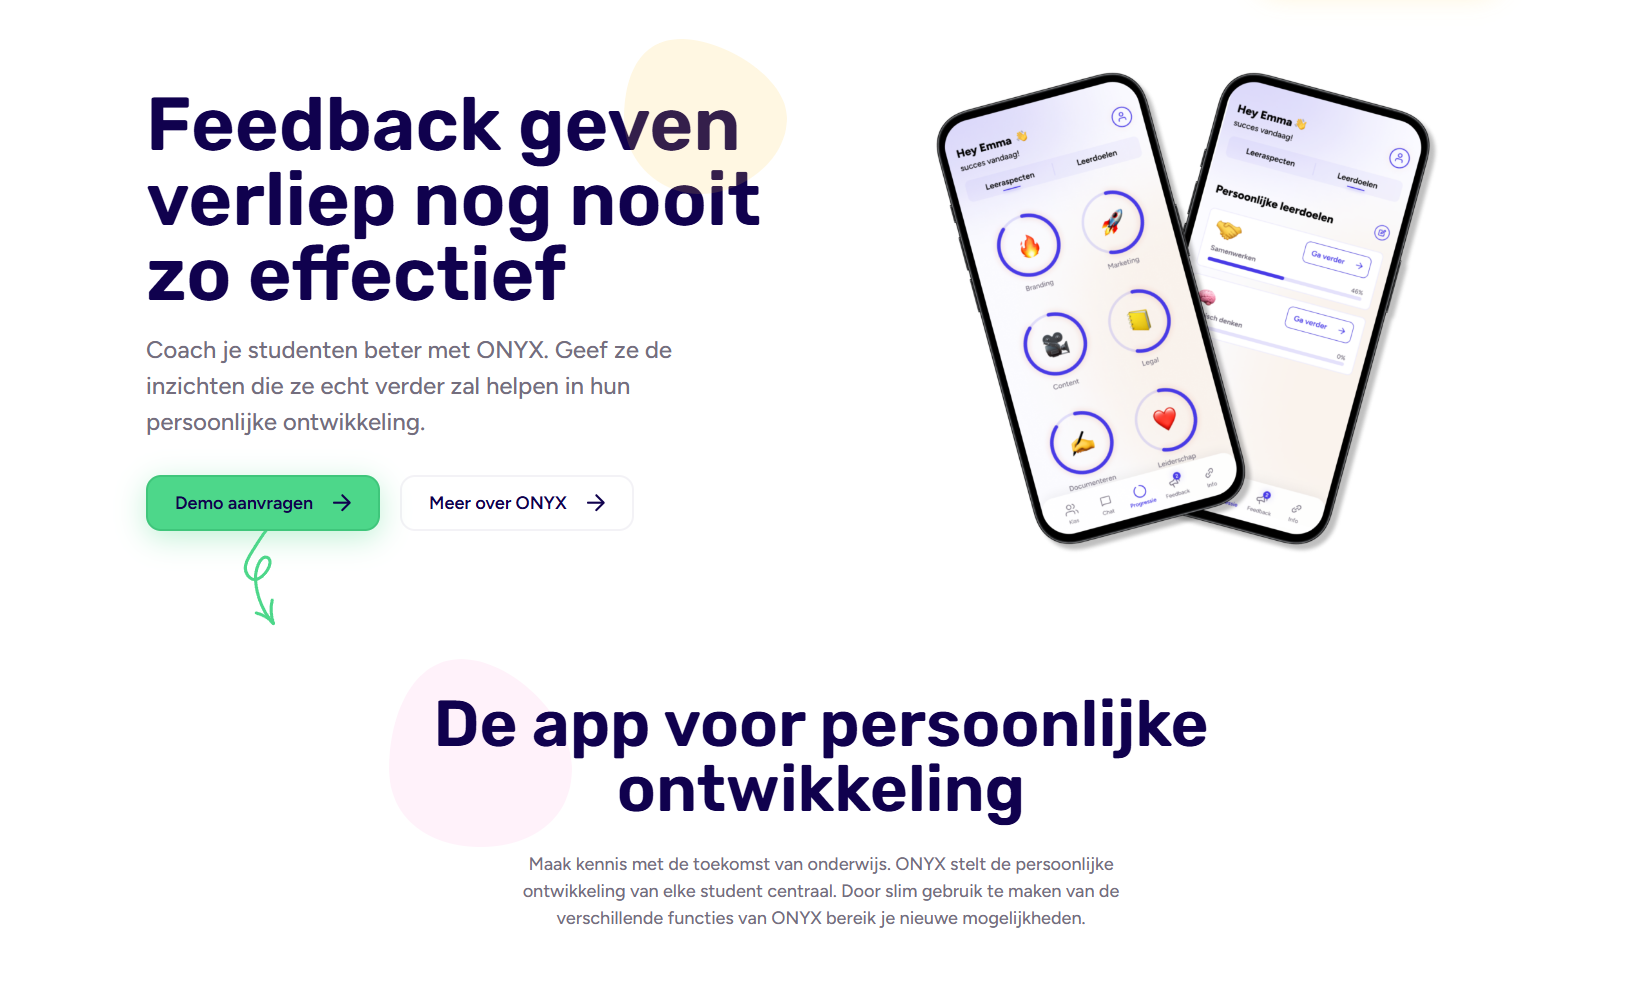 Feedback geven
verliep nog nooit
zo effectief
Coach je studenten beter met ONYX. Geef ze de
inzichten die ze echt verder zal helpen in hun
persoonlijke ontwikkeling.
Demo aanvragen
Meer over ONYX
Hey Emma 👋
succes vandaag!
Leeraspecten
Leerdoelen
Branding
Marketing
Content
Legal
Documenteren
Leiderschap
Klas
Chat
Progressie
2
Feedback
Info
Hey Emma 👋
succes vandaag!
Leeraspecten
Leerdoelen
Persoonlijke leerdoelen
Samenwerken
Ga verder
46%
denken
Ga verder
0%
2
Feedback
Info
De app voor persoonlijke
ontwikkeling
Maak kennis met de toekomst van onderwijs. ONYX stelt de persoonlijke
ontwikkeling van elke student centraal. Door slim gebruik te maken van de
verschillende functies van ONYX bereik je nieuwe mogelijkheden.